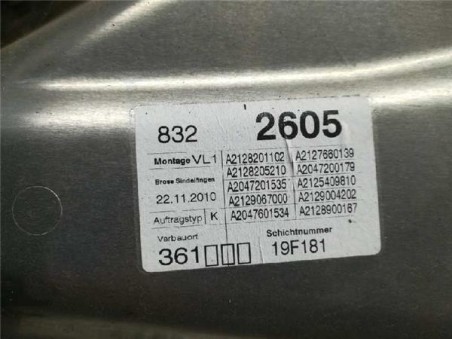 832 2605
Montage VL1 A2128201102 A2127660139
A2128205210 A2047200179
Brose Sindelfingen A2047201535 A2125409810
22.11.2010 A2129067000 A2129004202
Auftragstyp K A2047601534 A2128900167
Verbauort Schichtnummer
361 19F181